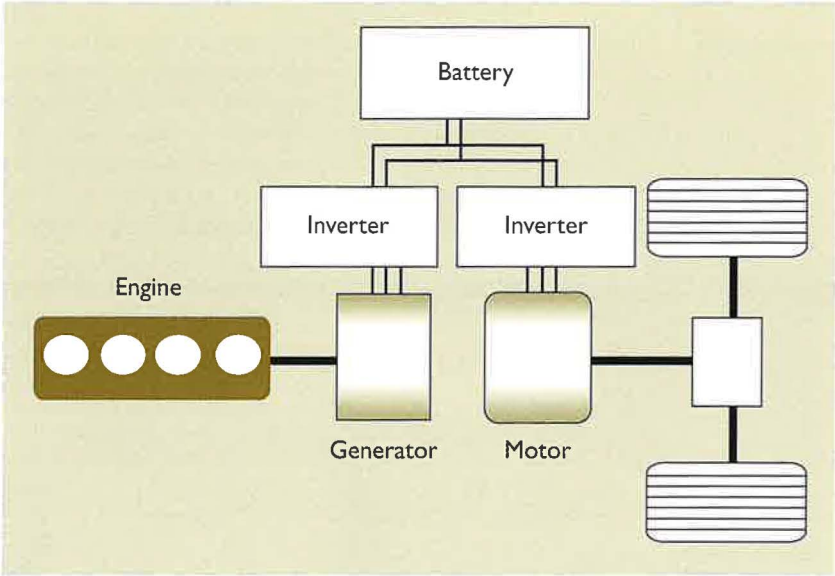 Battery
Inverter
Inverter
Engine
Generator
Motor